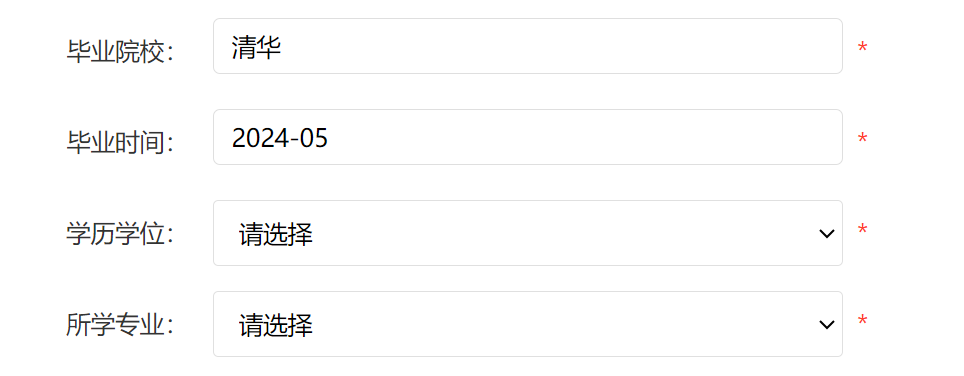 毕业院校： 清华 *
毕业时间： 2024-05 *
学历学位： 请选择 *
所学专业： 请选择 *